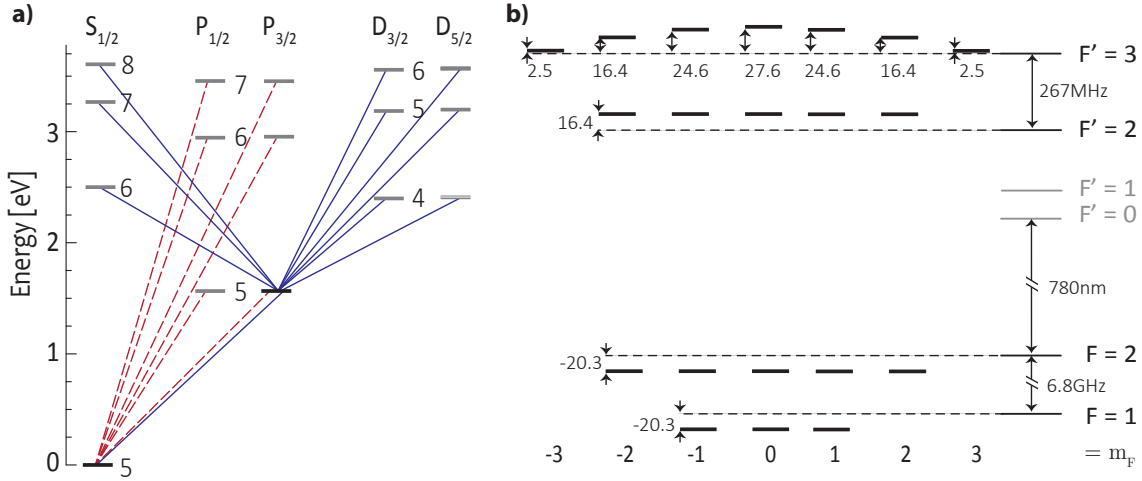 a)
S1/2 P1/2 P3/2 D3/2 D5/2
Energy [eV]
3
2
1
0
8
7
6
5
7
6
5
6
5
4
b)
2.5 16.4 24.6 27.6 24.6 16.4 2.5
F' = 3
267MHz
16.4
F' = 2
F' = 1
F' = 0
780nm
-20.3
F = 2
6.8GHz
-20.3
F = 1
-3 -2 -1 0 1 2 3 = mF